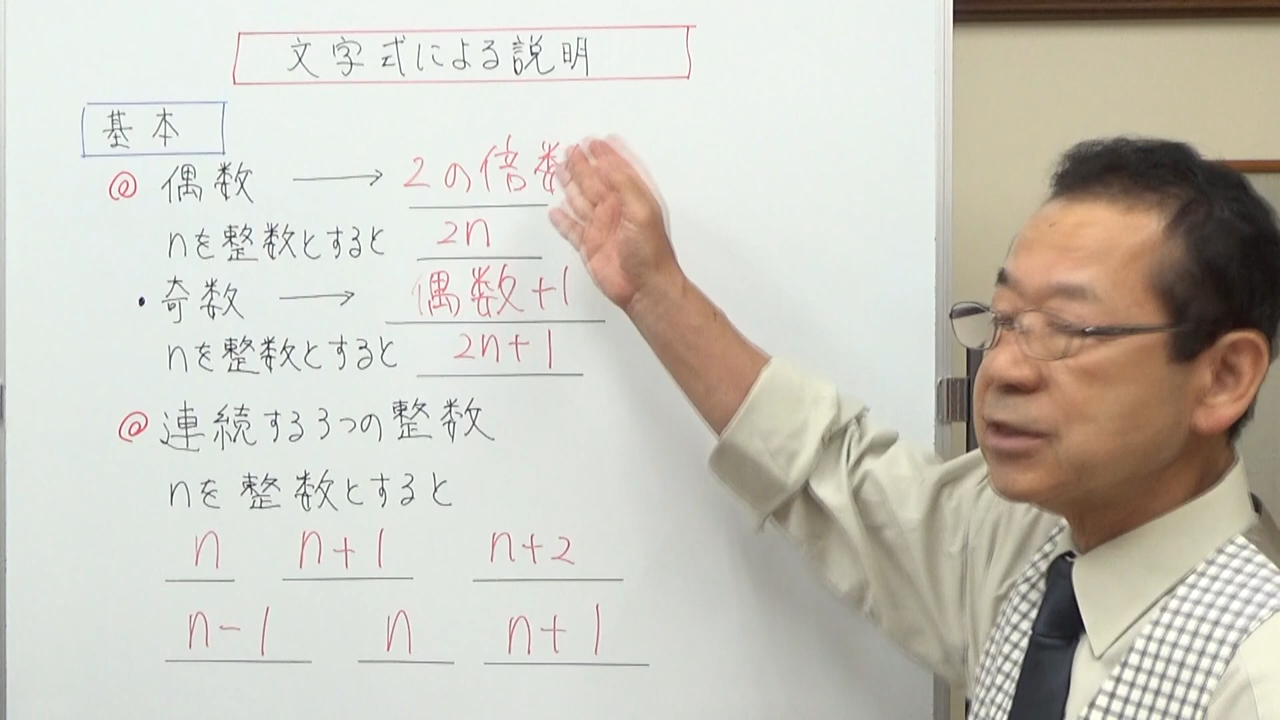 文字式による説明
基本
@ 偶数 → 2の倍数
nを整数とすると 2n
・奇数 → 偶数+1
nを整数とすると 2n+1
@ 連続する3つの整数
nを整数とすると
n n+1 n+2
n-1 n n+1